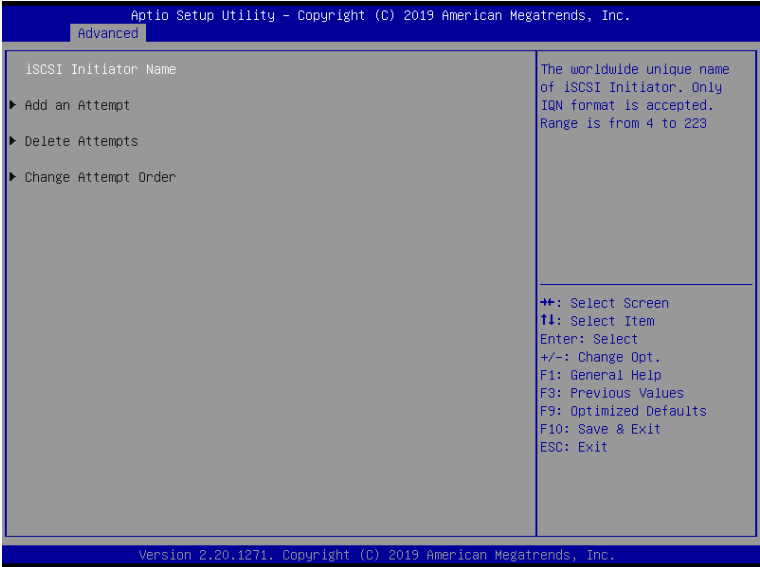 Aptio Setup Utility – Copyright (C) 2019 American Megatrends, Inc.
Advanced
iSCSI Initiator Name
▶ Add an Attempt
▶ Delete Attempts
▶ Change Attempt Order
The worldwide unique name
of iSCSI Initiator. Only
IQN format is accepted.
Range is from 4 to 223
→←: Select Screen
↑↓: Select Item
Enter: Select
+/-: Change Opt.
F1: General Help
F3: Previous Values
F9: Optimized Defaults
F10: Save & Exit
ESC: Exit
Version 2.20.1271. Copyright (C) 2019 American Megatrends, Inc.